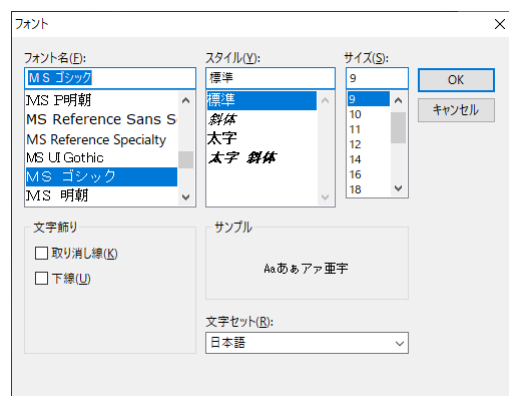 フォント
フォント名(F):
MS ゴシック
MS P明朝
MS Reference Sans S
MS Reference Specialty
MS UI Gothic
MS ゴシック
MS 明朝
スタイル(Y):
標準
標準
斜体
太字
太字 斜体
サイズ(S):
9
9
10
11
12
14
16
18
OK
キャンセル
文字飾り
取り消し線(K)
下線(U)
サンプル
Aaあぁアァ亜宇
文字セット(R):
日本語